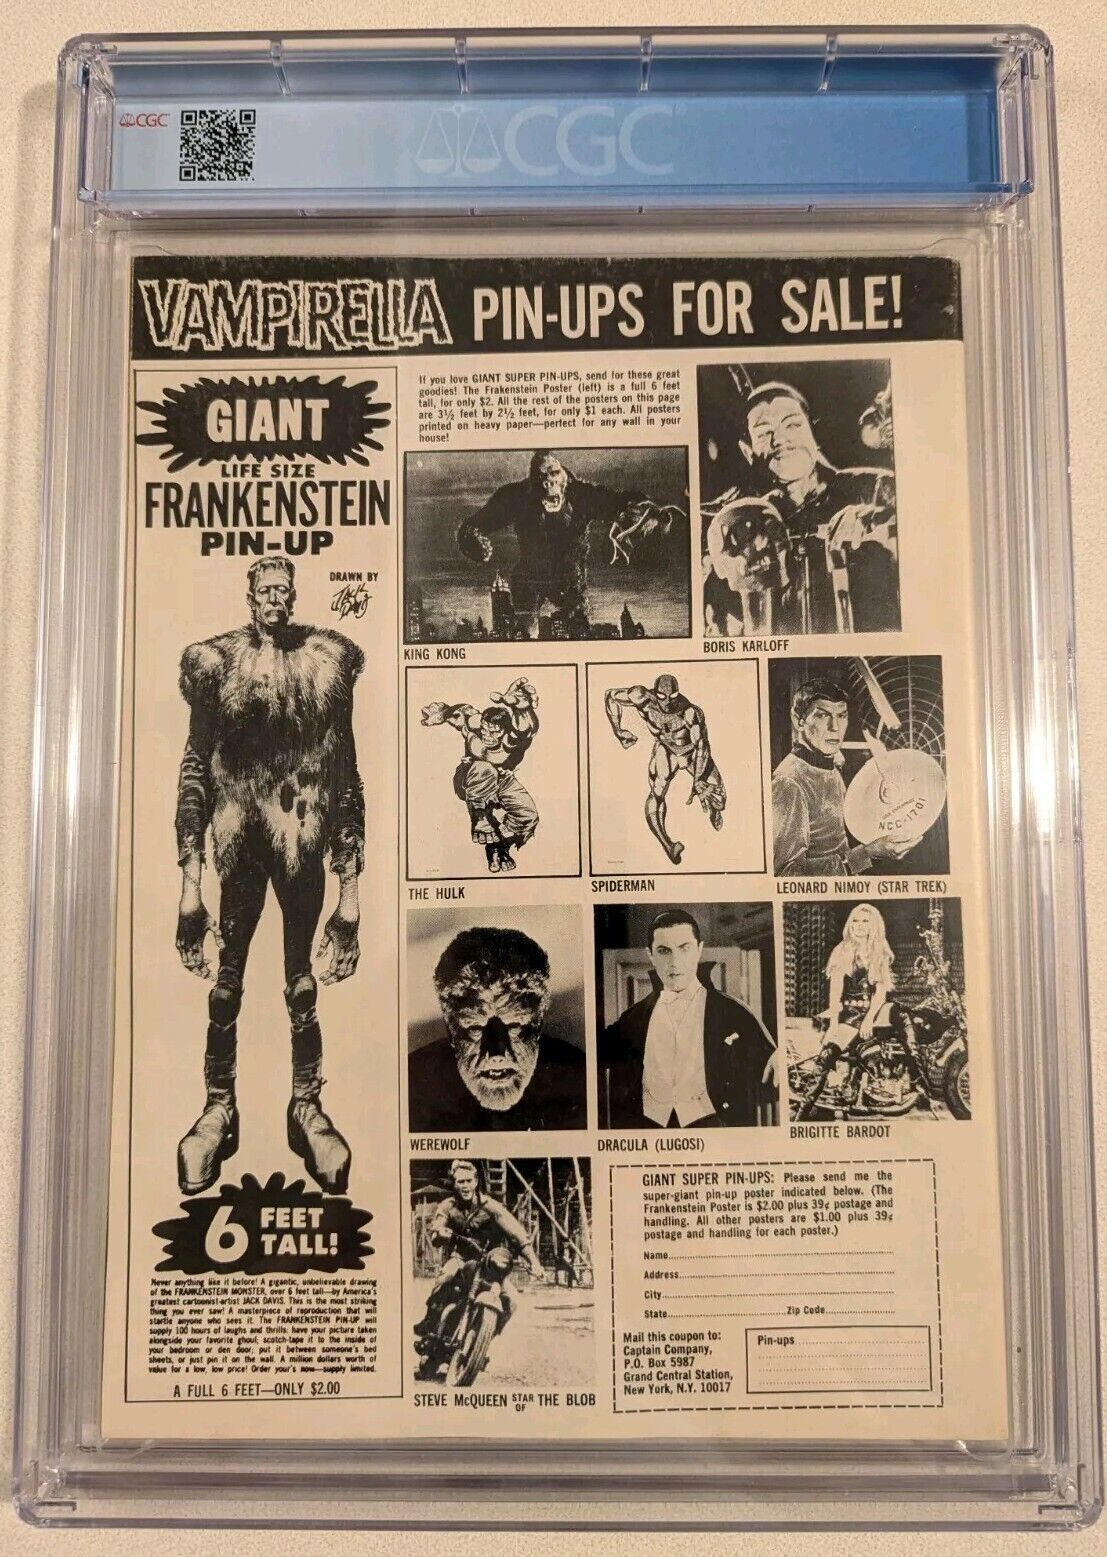 CGC
CGC
VAMPIRELLA PIN-UPS FOR SALE!
GIANT
LIFE SIZE
FRANKENSTEIN
PIN-UP
DRAWN BY
Jack Davis
6 FEET
TALL!
Never anything like it before! A gigantic, unbelievable drawing
of the FRANKENSTEIN MONSTER, over 6 feet tall—by America's
greatest cartoonist-artist JACK DAVIS. This is the most striking
thing you ever saw! A masterpiece of reproduction that will
startle anyone who sees it. The FRANKENSTEIN PIN-UP will
supply 100 hours of laughs and thrills: have your picture taken
alongside your favorite ghoul; scotch-tape it to the inside of
your bedroom or den door; put it between someone's bed
sheets, or just pin it on the wall. A million dollars worth of
value for a low, low price! Order your's now—supply limited.
A FULL 6 FEET—ONLY $2.00
If you love GIANT SUPER PIN-UPS, send for these great
goodies! The Frakenstein Poster (left) is a full 6 feet
tall, for only $2. All the rest of the posters on this page
are 3½ feet by 2½ feet, for only $1 each. All posters
printed on heavy paper—perfect for any wall in your
house!
KING KONG
BORIS KARLOFF
THE HULK
SPIDERMAN
NCC-1701
LEONARD NIMOY (STAR TREK)
WEREWOLF
DRACULA (LUGOSI)
BRIGITTE BARDOT
STEVE McQUEEN STAR OF THE BLOB
GIANT SUPER PIN-UPS: Please send me the
super-giant pin-up poster indicated below. (The
Frankenstein Poster is $2.00 plus 39¢ postage and
handling. All other posters are $1.00 plus 39¢
postage and handling for each poster.)
Name
Address
City
State Zip Code
Mail this coupon to:
Captain Company,
P.O. Box 5987
Grand Central Station,
New York, N.Y. 10017
Pin-ups